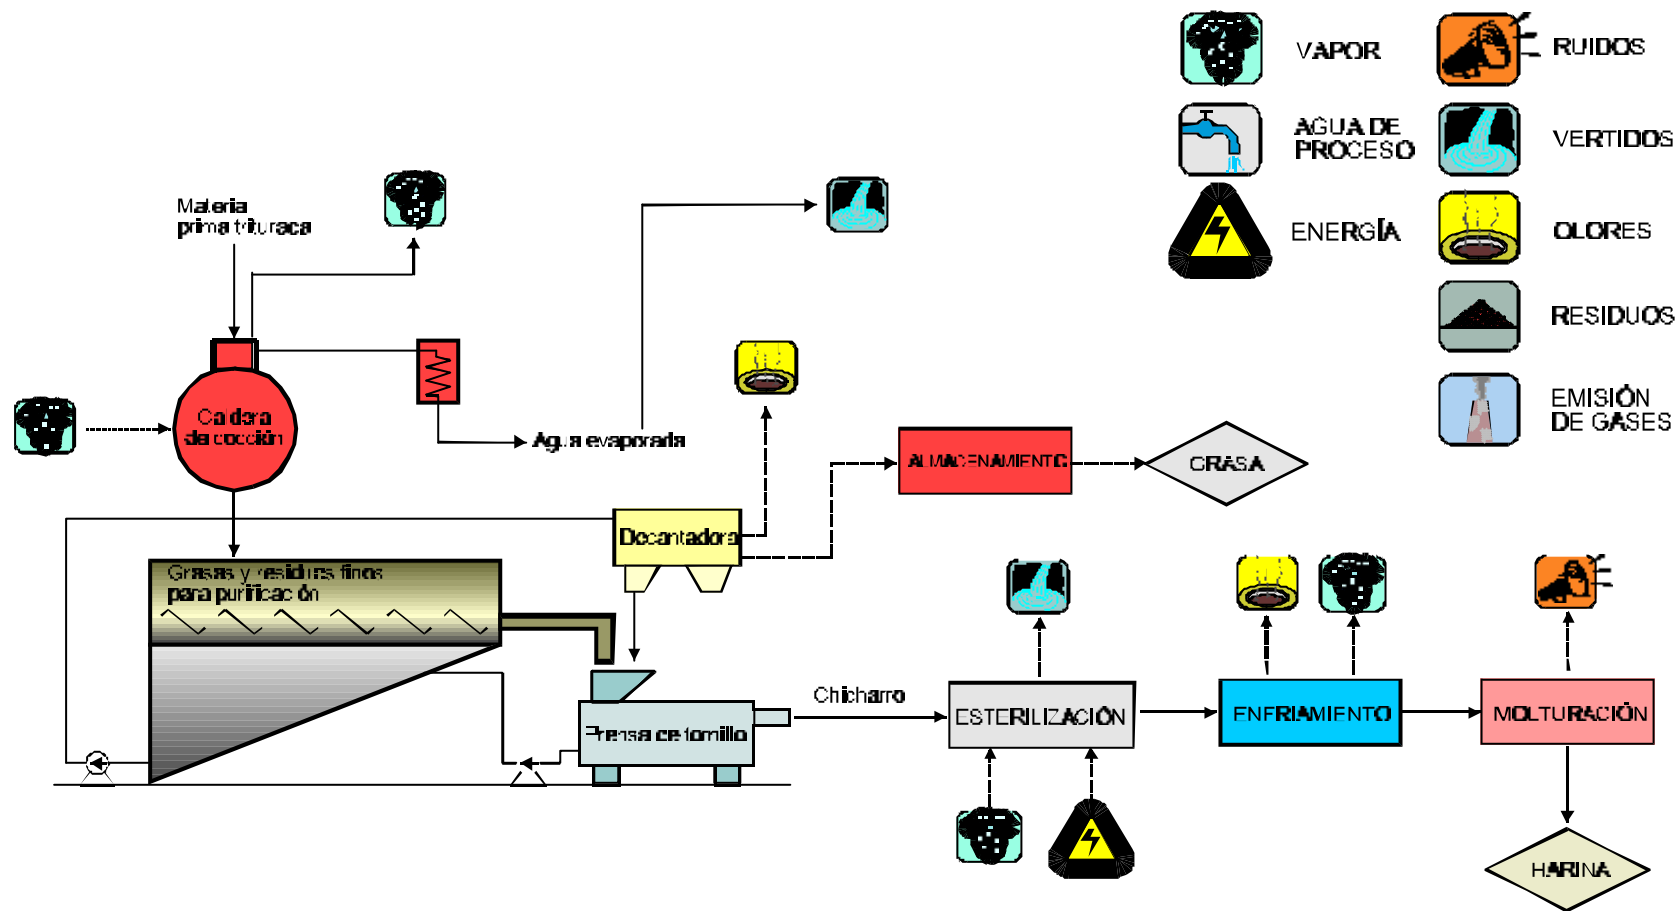 VAPOR
RUIDOS
AGUA DE
PROCESO
VERTIDOS
ENERGÍA
OLORES
RESIDUOS
EMISIÓN
DE GASES
Materia
prima trituraca
Caldera
de cocción
Agua evaporada
Decantadora
ALMACENAMIENTO
GRASA
Grasas y residuos finos
para purificación
Chicharro
Prensa de tornillo
ESTERILIZACIÓN
ENFRIAMIENTO
MOLTURACIÓN
HARINA